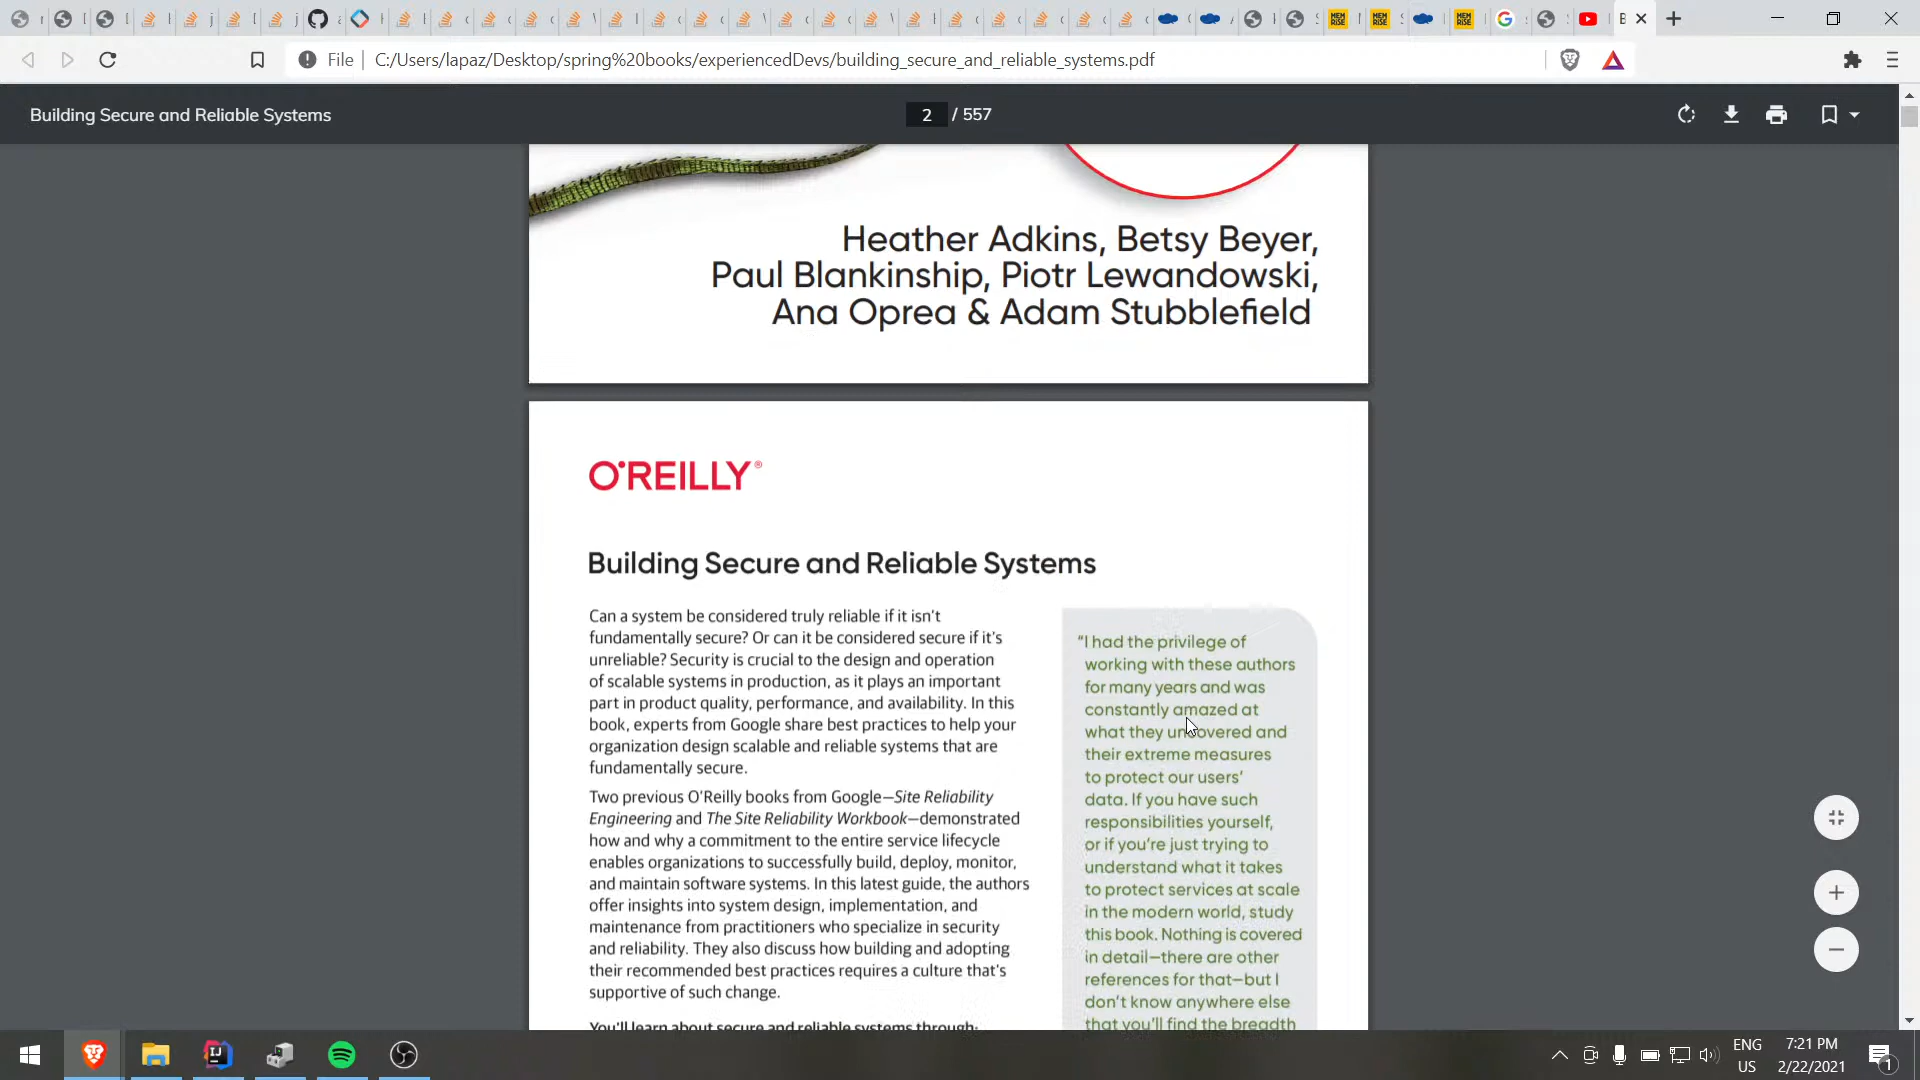 File
C:/Users/lapaz/Desktop/spring%20books/experiencedDevs/building_secure_and_reliable_systems.pdf
Building Secure and Reliable Systems
2 / 557
Heather Adkins, Betsy Beyer,
Paul Blankinship, Piotr Lewandowski,
Ana Oprea & Adam Stubblefield
O'REILLY®
Building Secure and Reliable Systems
Can a system be considered truly reliable if it isn't
fundamentally secure? Or can it be considered secure if it's
unreliable? Security is crucial to the design and operation
of scalable systems in production, as it plays an important
part in product quality, performance, and availability. In this
book, experts from Google share best practices to help your
organization design scalable and reliable systems that are
fundamentally secure.
Two previous O'Reilly books from Google—Site Reliability
Engineering and The Site Reliability Workbook—demonstrated
how and why a commitment to the entire service lifecycle
enables organizations to successfully build, deploy, monitor,
and maintain software systems. In this latest guide, the authors
offer insights into system design, implementation, and
maintenance from practitioners who specialize in security
and reliability. They also discuss how building and adopting
their recommended best practices requires a culture that's
supportive of such change.
You'll learn about secure and reliable systems through:
"I had the privilege of
working with these authors
for many years and was
constantly amazed at
what they uncovered and
their extreme measures
to protect our users'
data. If you have such
responsibilities yourself,
or if you're just trying to
understand what it takes
to protect services at scale
in the modern world, study
this book. Nothing is covered
in detail—there are other
references for that—but I
don't know anywhere else
that you'll find the breadth
ENG
US
7:21 PM
2/22/2021
1